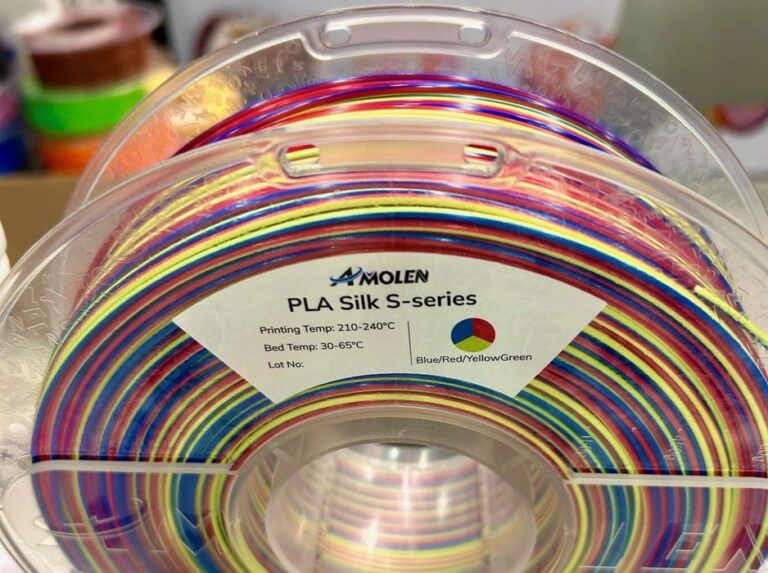 AMOLEN
PLA Silk S-series
Printing Temp: 210-240°C
Bed Temp: 30-65°C
Lot No:
Blue/Red/YellowGreen